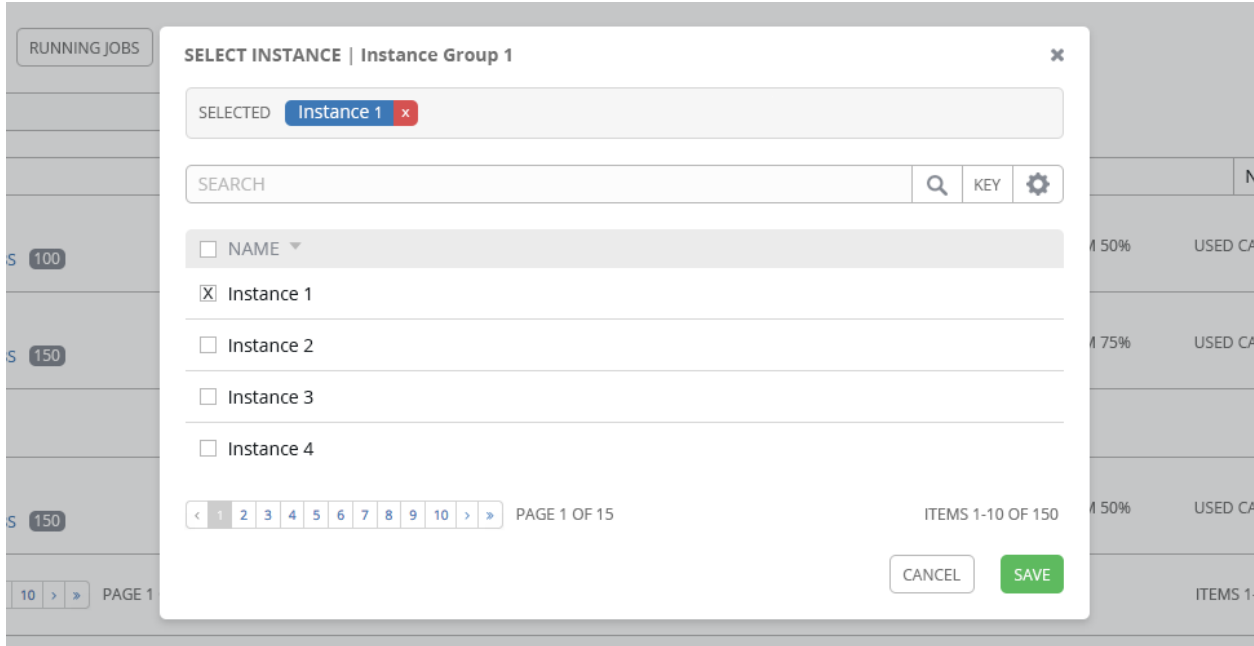 RUNNING JOBS
SELECT INSTANCE | Instance Group 1 ×
SELECTED Instance 1 x
SEARCH KEY
NAME
X Instance 1
Instance 2
Instance 3
Instance 4
‹ 1 2 3 4 5 6 7 8 9 10 › » PAGE 1 OF 15 ITEMS 1-10 OF 150
CANCEL SAVE
N
S 100 M 50% USED CA
S 150 M 75% USED CA
S 150 M 50% USED CA
10 › » PAGE 1 ITEMS 1-